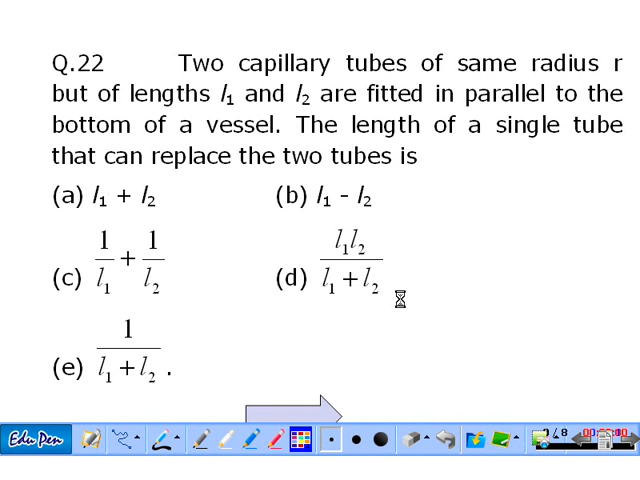 Q.22 Two capillary tubes of same radius r
but of lengths l₁ and l₂ are fitted in parallel to the
bottom of a vessel. The length of a single tube
that can replace the two tubes is
(a) l₁ + l₂ (b) l₁ - l₂
(c) 1/l₁ + 1/l₂ (d) l₁l₂/(l₁ + l₂)
(e) 1/(l₁ + l₂) .
Edu Pen / 8